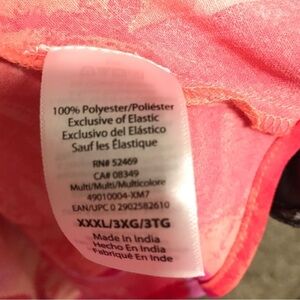 100% Polyester/Poliéster
Exclusive of Elastic
Exclusivo del Elástico
Sauf les Élastique
RN# 52469
CA# 08349
Multi/Multi/Multicolore
49010004-XM7
EAN/UPC 0 2902582610
XXXL/3XG/3TG
Made in India
Hecho En India
Fabriqué En Inde